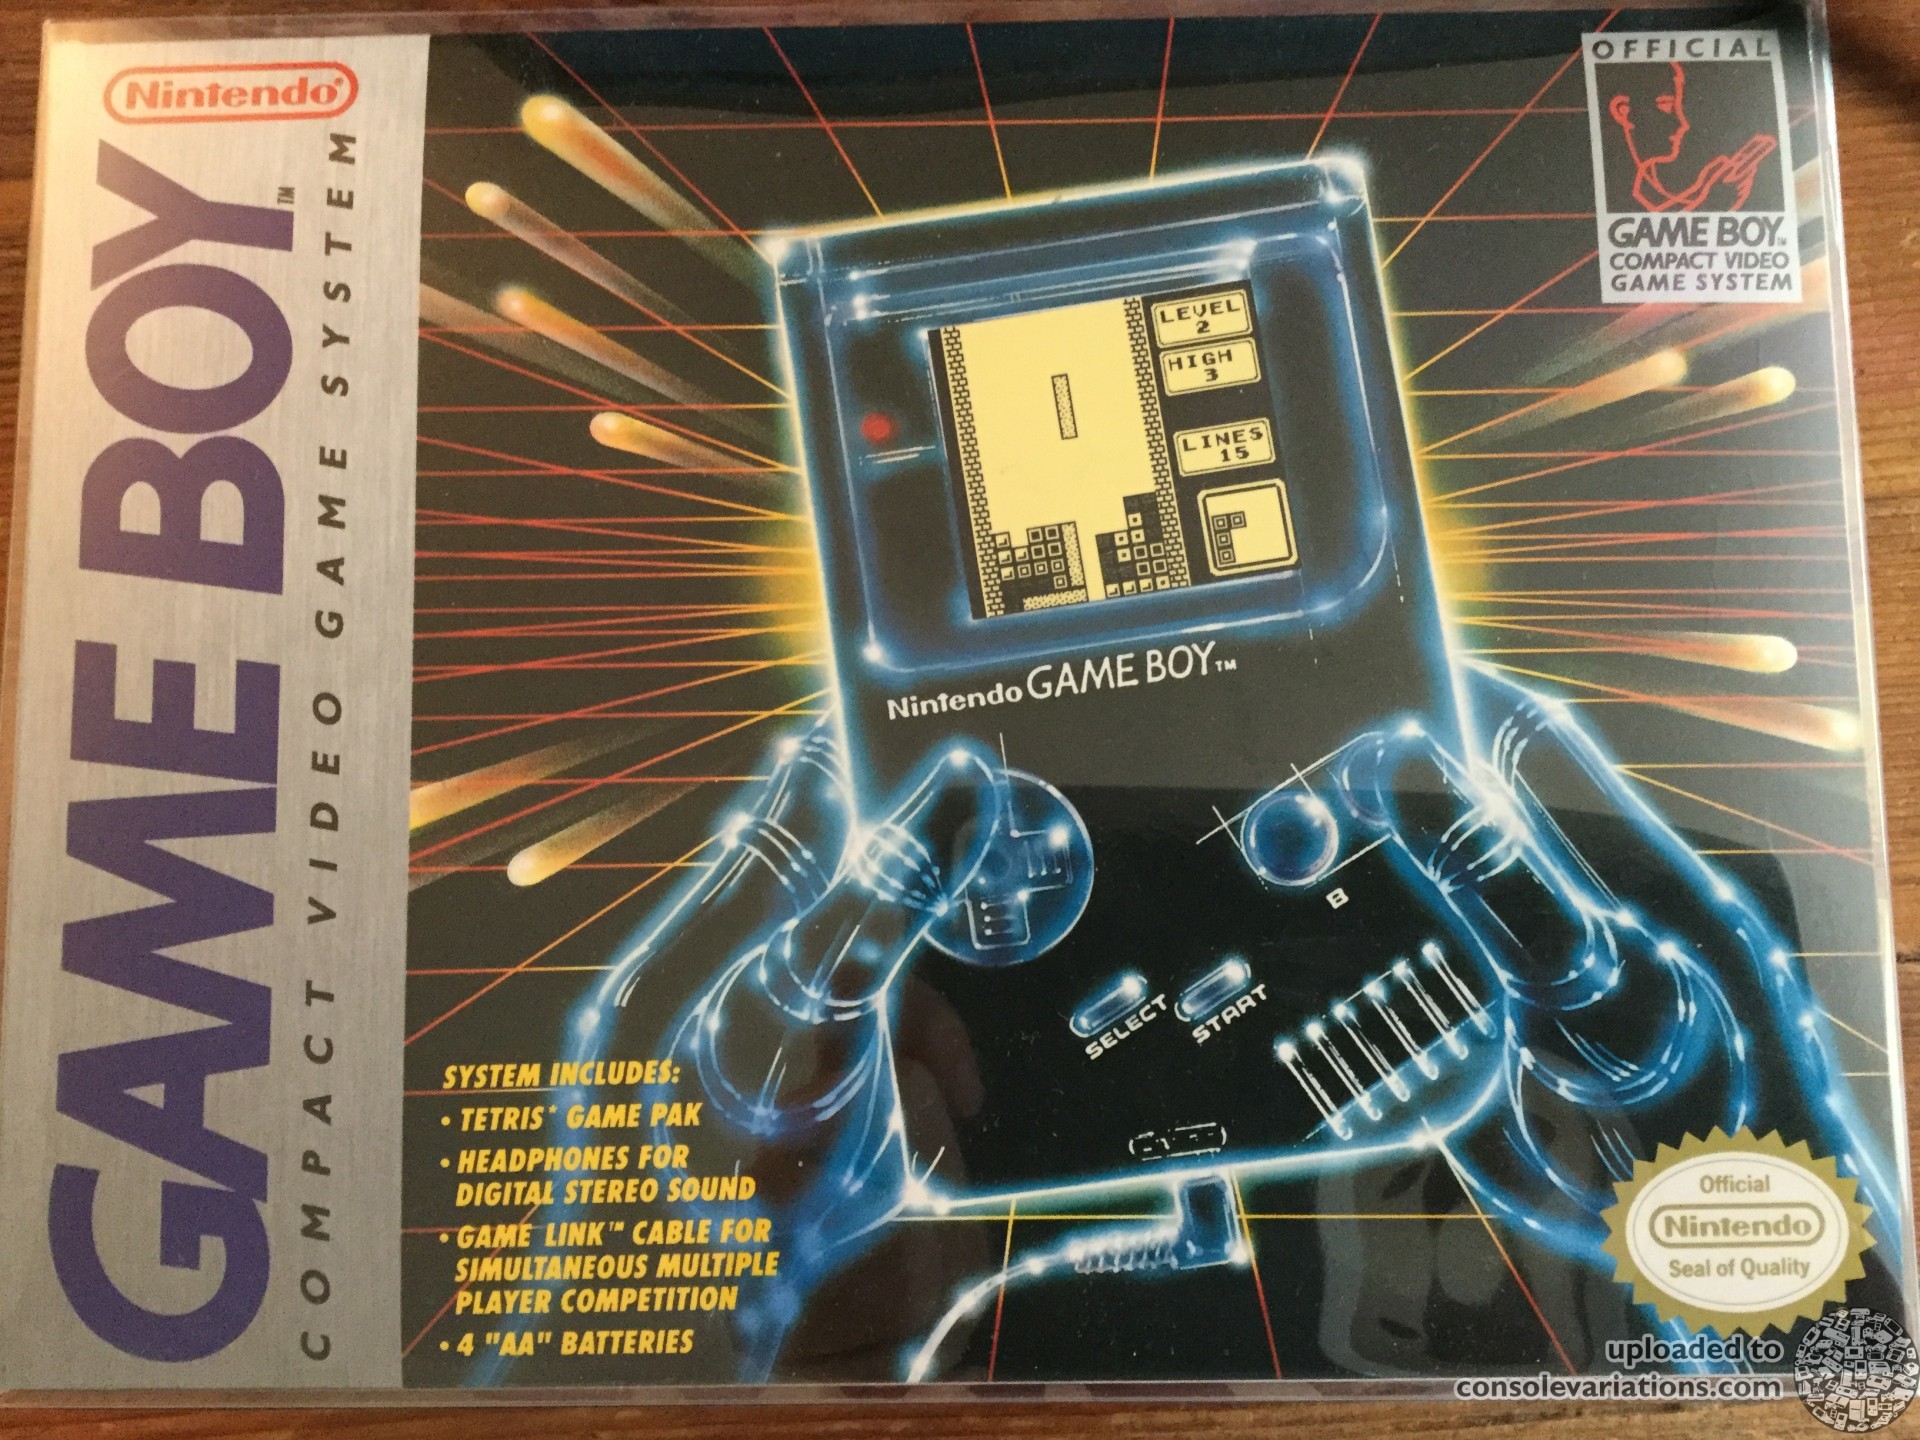 Nintendo®
GAME BOY™
COMPACT VIDEO GAME SYSTEM
OFFICIAL
GAME BOY™
COMPACT VIDEO
GAME SYSTEM
LEVEL
2
HIGH
3
LINES
15
Nintendo GAME BOY™
B
SELECT
START
SYSTEM INCLUDES:
• TETRIS* GAME PAK
• HEADPHONES FOR
DIGITAL STEREO SOUND
• GAME LINK™ CABLE FOR
SIMULTANEOUS MULTIPLE
PLAYER COMPETITION
• 4 "AA" BATTERIES
Official
Nintendo
Seal of Quality
uploaded to
consolevariations.com